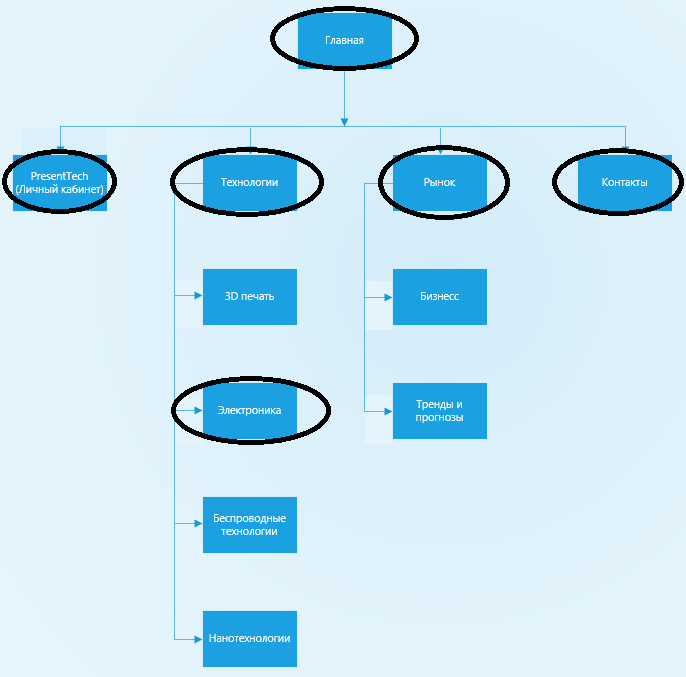 Главная
PresentTech
(Личный кабинет)
Технологии
Рынок
Контакты
3D печать
Бизнесс
Электроника
Тренды и
прогнозы
Беспроводные
технологии
Нанотехнологии